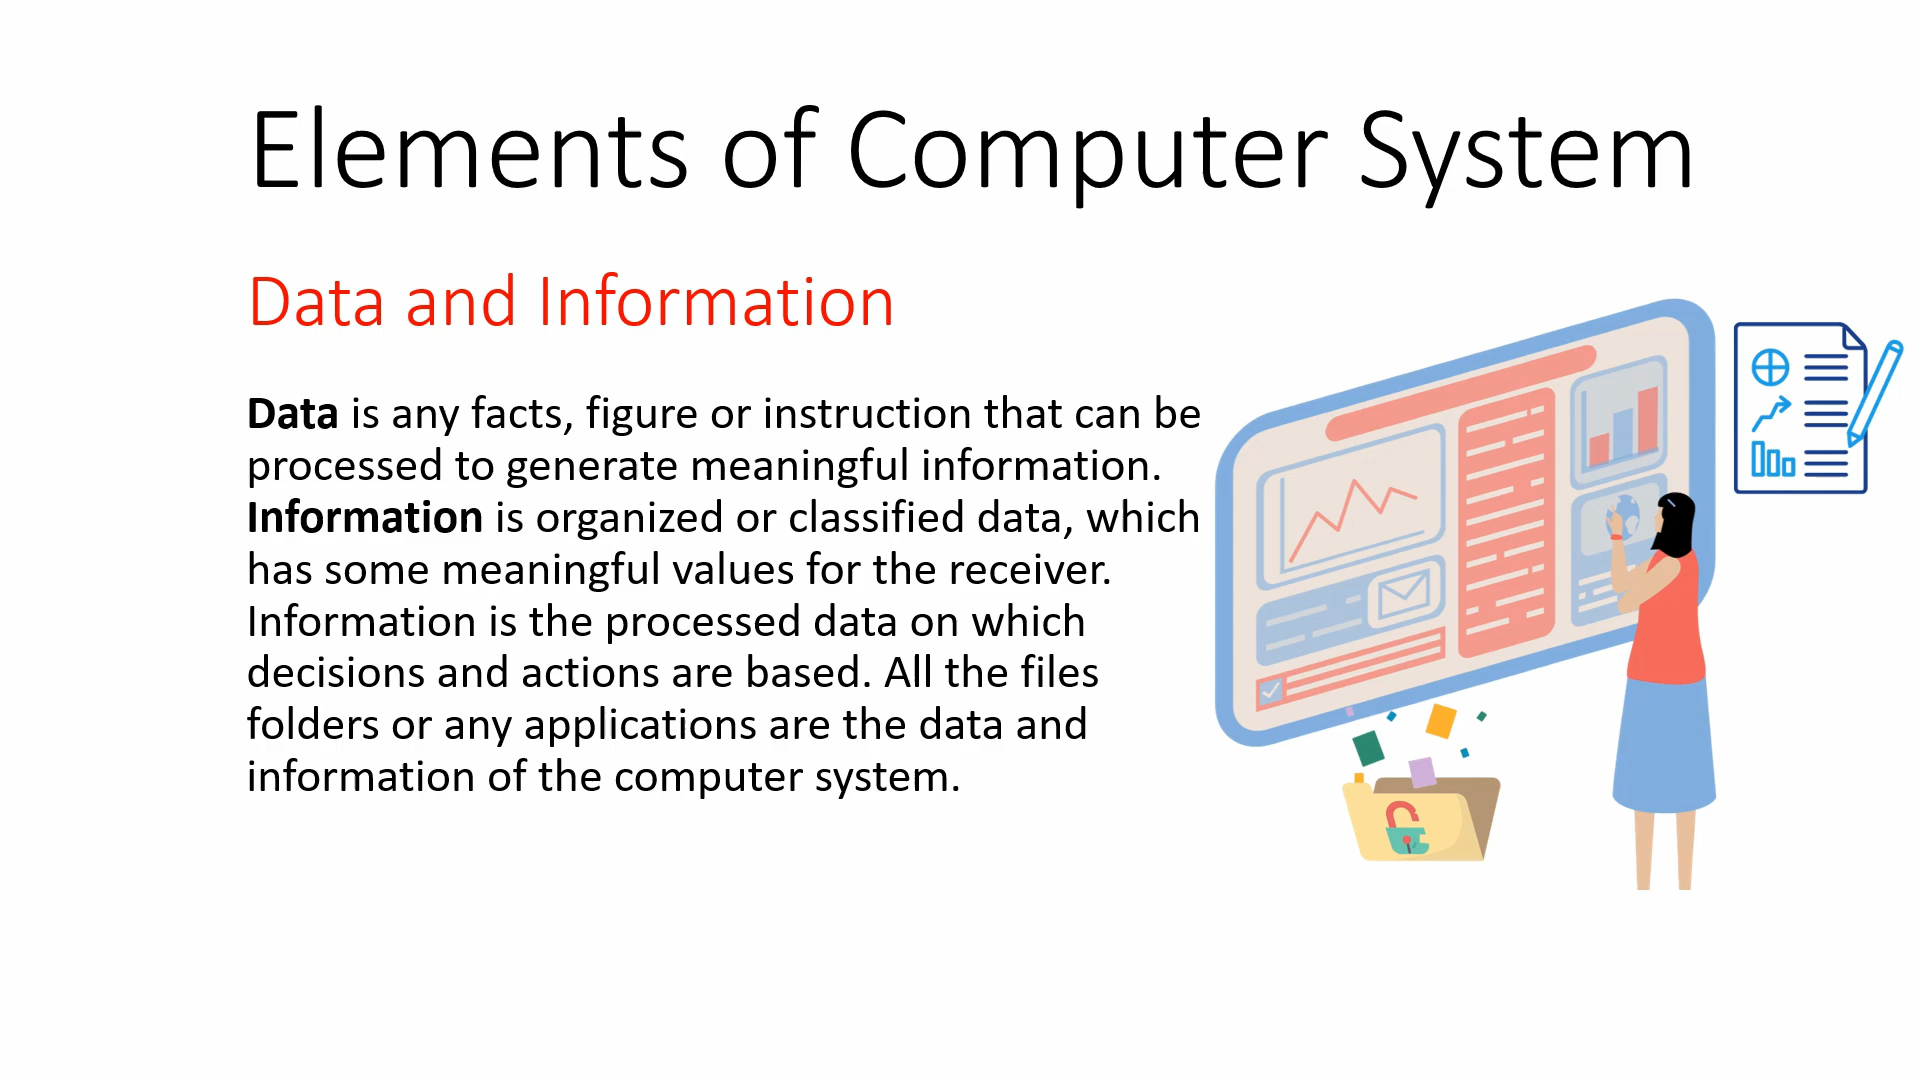 Elements of Computer System
Data and Information
Data is any facts, figure or instruction that can be
processed to generate meaningful information.
Information is organized or classified data, which
has some meaningful values for the receiver.
Information is the processed data on which
decisions and actions are based. All the files
folders or any applications are the data and
information of the computer system.